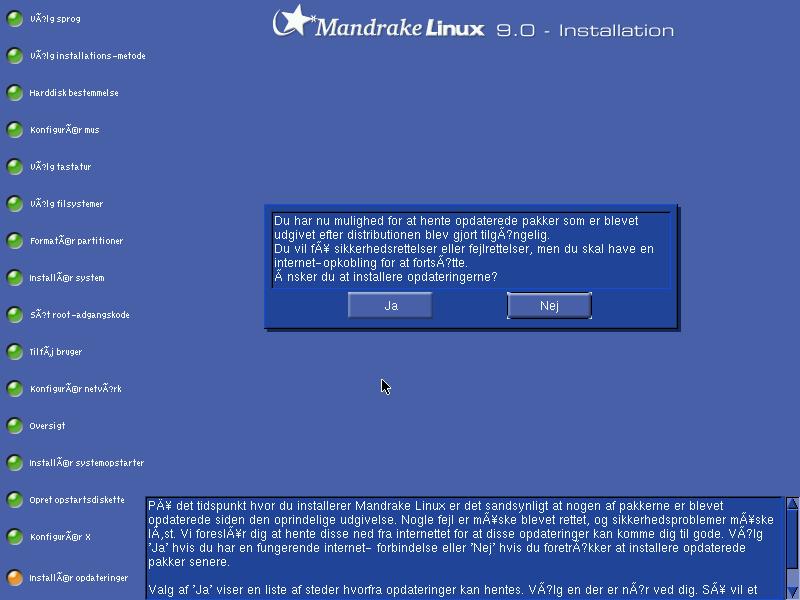 MandrakeLinux 9.0 - Installation
VÃ?lg sprog
VÃ?lg installations-metode
Harddisk bestemmelse
KonfigurÃ©r mus
VÃ?lg tastatur
VÃ?lg filsystemer
FormatÃ©r partitioner
InstallÃ©r system
SÃ?t root-adgangskode
TilfÃ¸j bruger
KonfigurÃ©r netvÃ?rk
Oversigt
InstallÃ©r systemopstarter
Opret opstartsdiskette
KonfigurÃ©r X
InstallÃ©r opdateringer
Du har nu mulighed for at hente opdaterede pakker som er blevet
udgivet efter distributionen blev gjort tilgÃ?ngelig.
Du vil fÃ¥ sikkerhedsrettelser eller fejlrettelser, men du skal have en
internet-opkobling for at fortsÃ?tte.
Ã nsker du at installere opdateringerne?
Ja
Nej
PÃ¥ det tidspunkt hvor du installerer Mandrake Linux er det sandsynligt at nogen af pakkerne er blevet
opdaterede siden den oprindelige udgivelse. Nogle fejl er mÃ¥ske blevet rettet, og sikkerhedsproblemer mÃ¥ske
lÃ¸st. Vi foreslÃ¥r dig at hente disse ned fra internettet for at disse opdateringer kan komme dig til gode. VÃ?lg
'Ja' hvis du har en fungerende internet- forbindelse eller 'Nej' hvis du foretrÃ?kker at installere opdaterede
pakker senere.
Valg af 'Ja' viser en liste af steder hvorfra opdateringer kan hentes. VÃ?lg en der er nÃ?r ved dig. SÃ¥ vil et